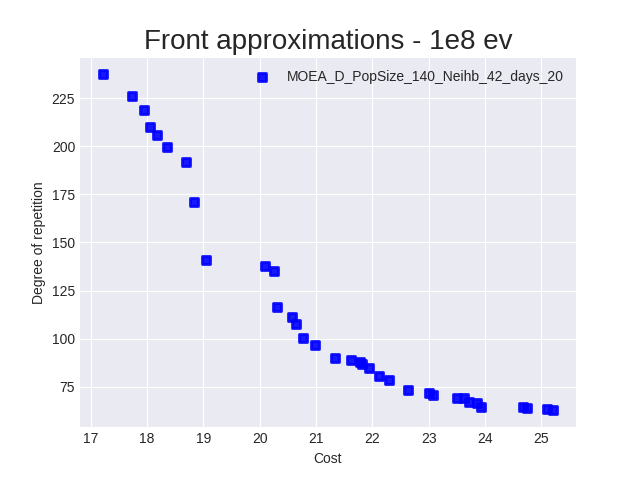 Front approximations - 1e8 ev
MOEA_D_PopSize_140_Neihb_42_days_20
225
200
175
150
125
100
75
Degree of repetition
17 18 19 20 21 22 23 24 25
Cost